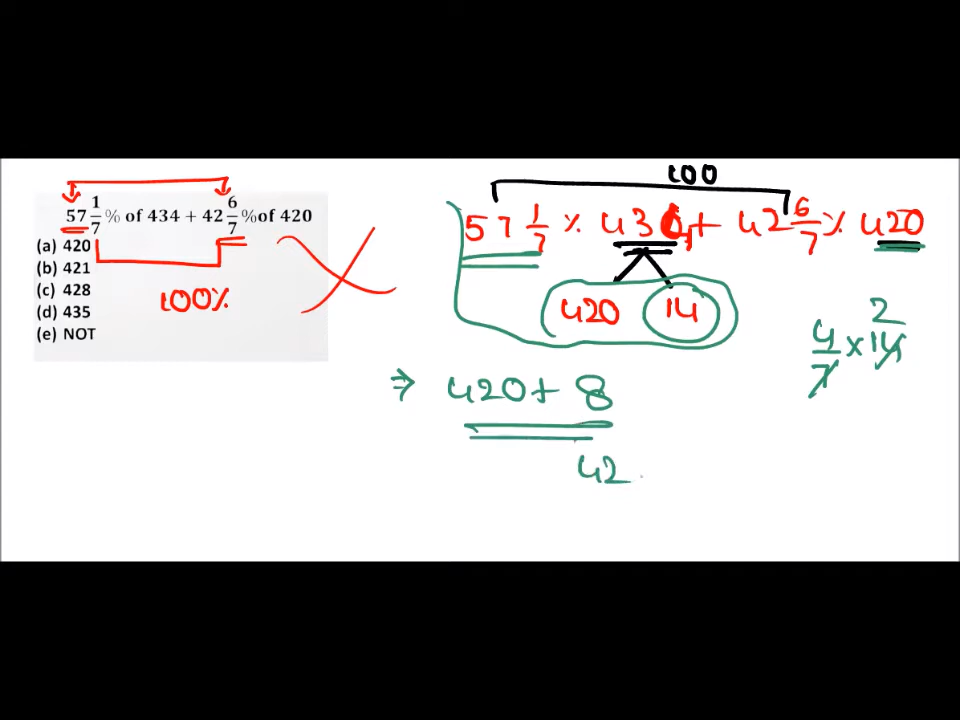 57 1/7 % of 434 + 42 6/7 %of 420
(a) 420
(b) 421
(c) 428
(d) 435
(e) NOT
100%
100
57 1/7 % 434 + 42 6/7 % 420
420 14
4/7 × 14 2
⇒ 420 + 8
42